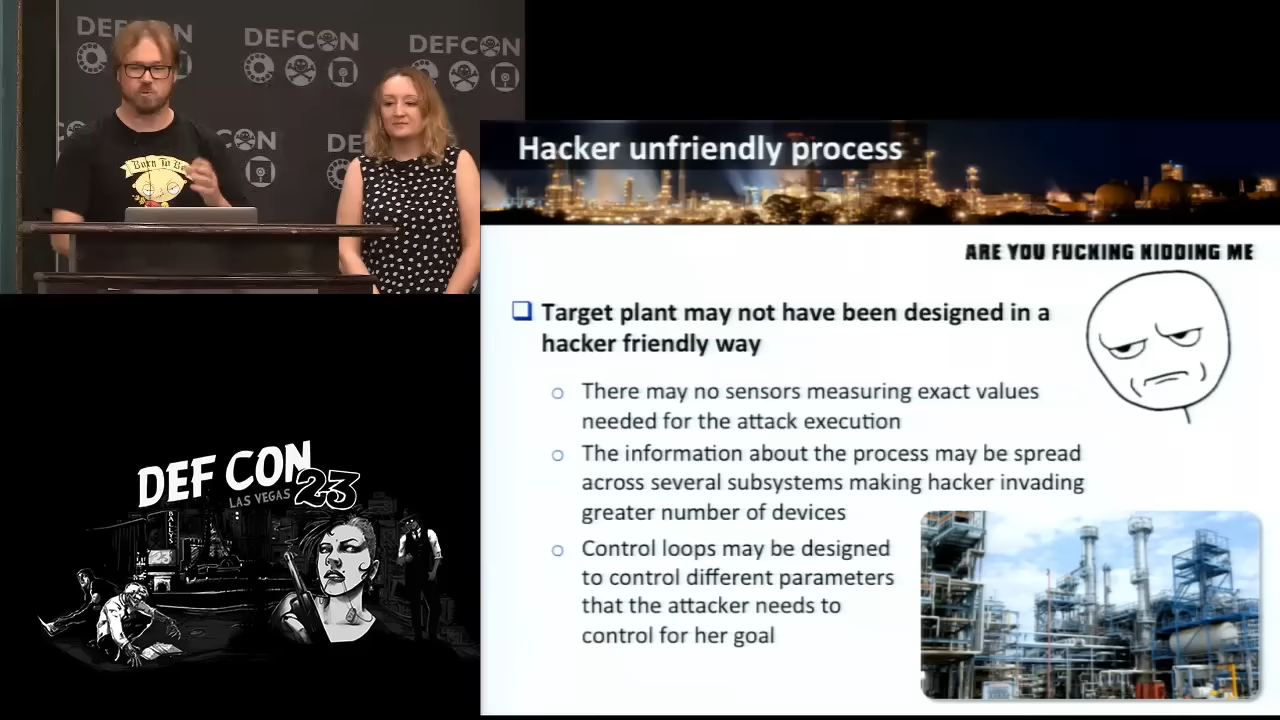 DEFCON
DEFCON
DEFCON
DEFCON
Hacker unfriendly process
ARE YOU FUCKING KIDDING ME
Target plant may not have been designed in a
hacker friendly way
There may no sensors measuring exact values
needed for the attack execution
The information about the process may be spread
across several subsystems making hacker invading
greater number of devices
Control loops may be designed
to control different parameters
that the attacker needs to
control for her goal
DEF CON 23
LAS VEGAS
BALLY'S